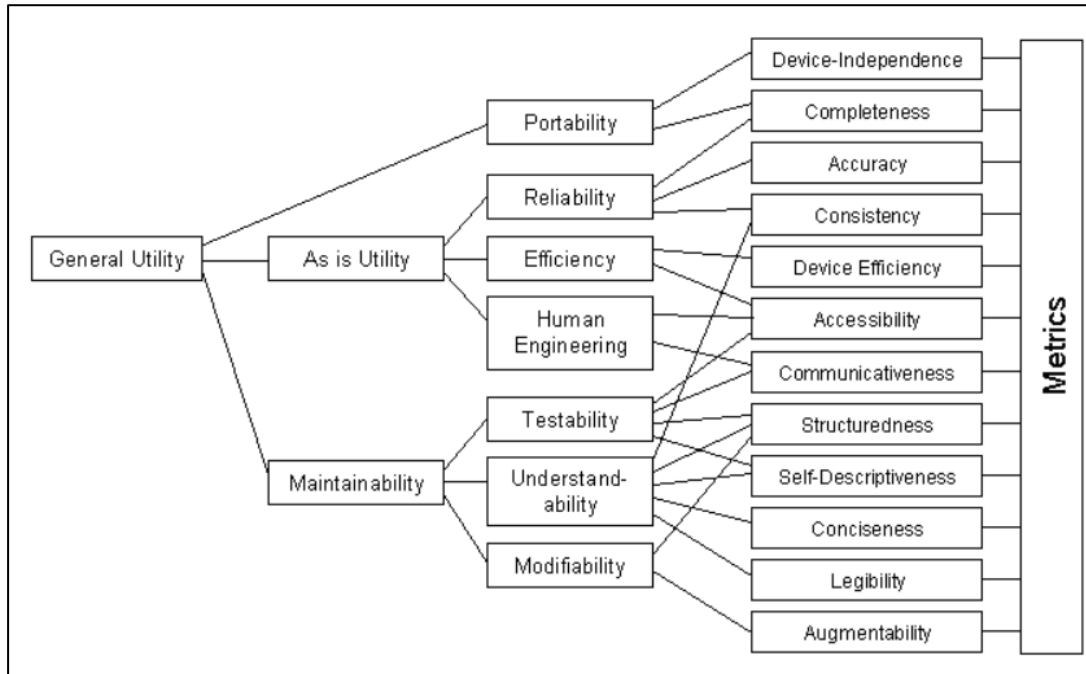 General Utility
As is Utility
Maintainability
Portability
Reliability
Efficiency
Human
Engineering
Testability
Understand-
ability
Modifiability
Device-Independence
Completeness
Accuracy
Consistency
Device Efficiency
Accessibility
Communicativeness
Structuredness
Self-Descriptiveness
Conciseness
Legibility
Augmentability
Metrics